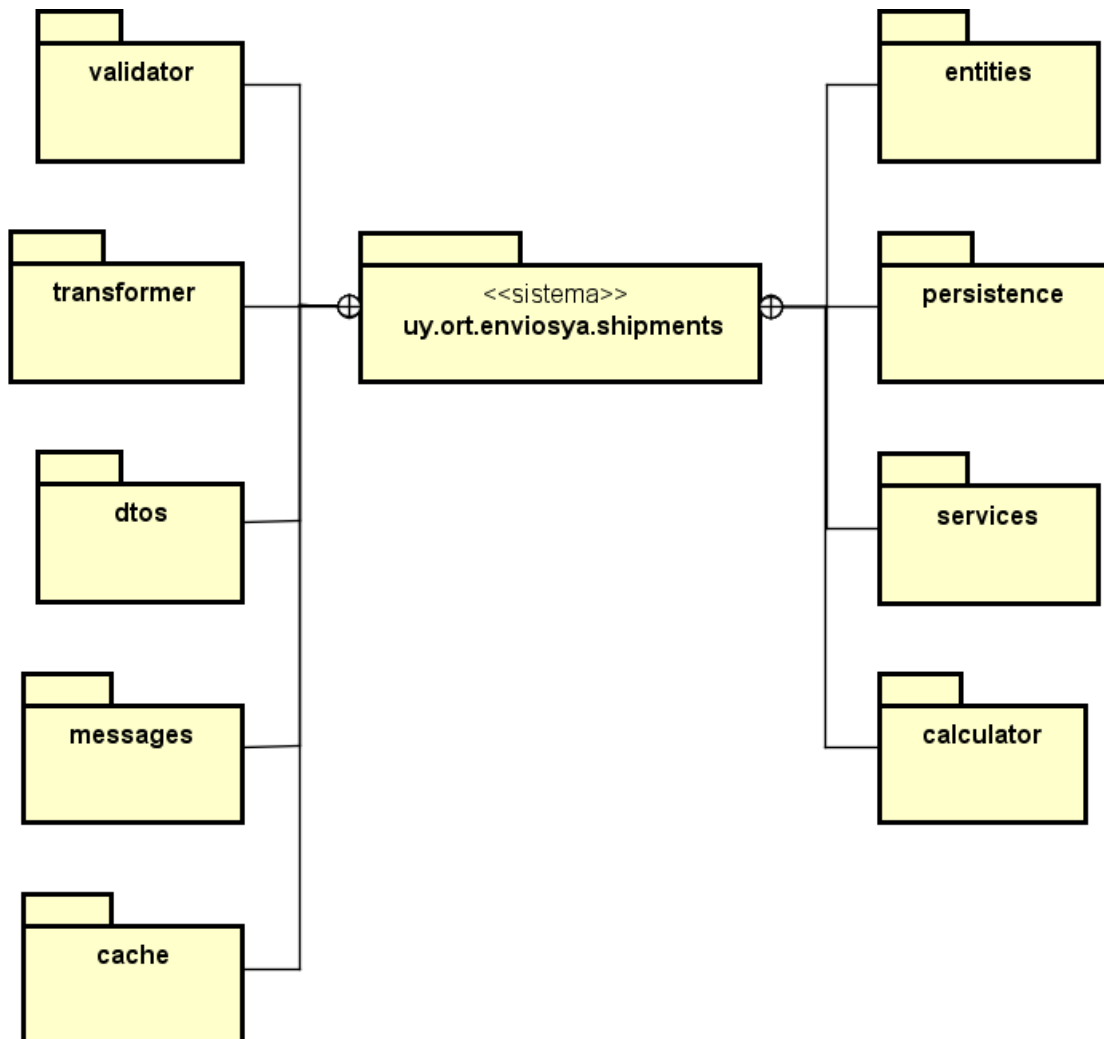 validator
entities
<<sistema>>
uy.ort.enviosya.shipments
transformer
persistence
dtos
services
messages
calculator
cache